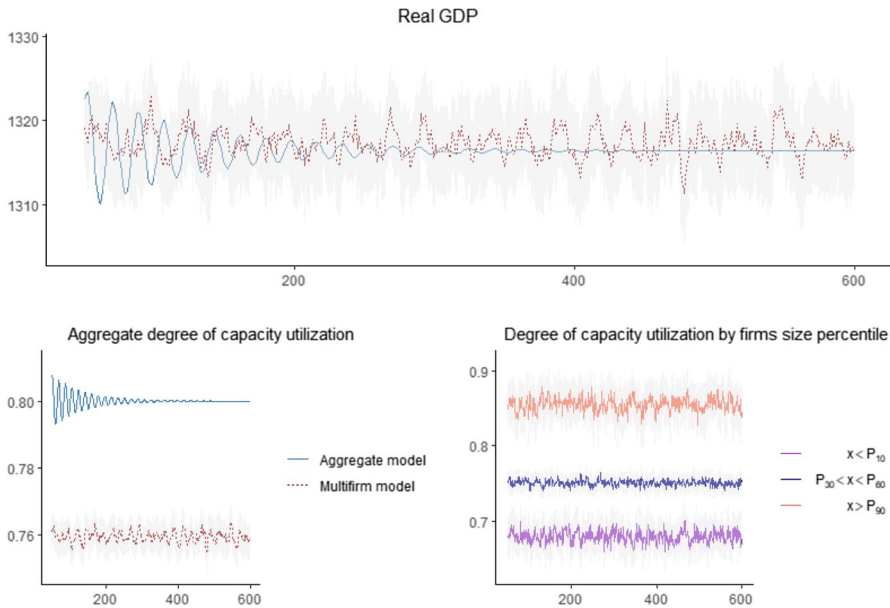 Real GDP
1330
1320
1310
200
400
600
Aggregate degree of capacity utilization
0.80
0.78
0.76
200
400
600
Aggregate model
Multifirm model
Degree of capacity utilization by firms size percentile
0.9
0.8
0.7
200
400
600
x < P10
P30 < x < P60
x > P90